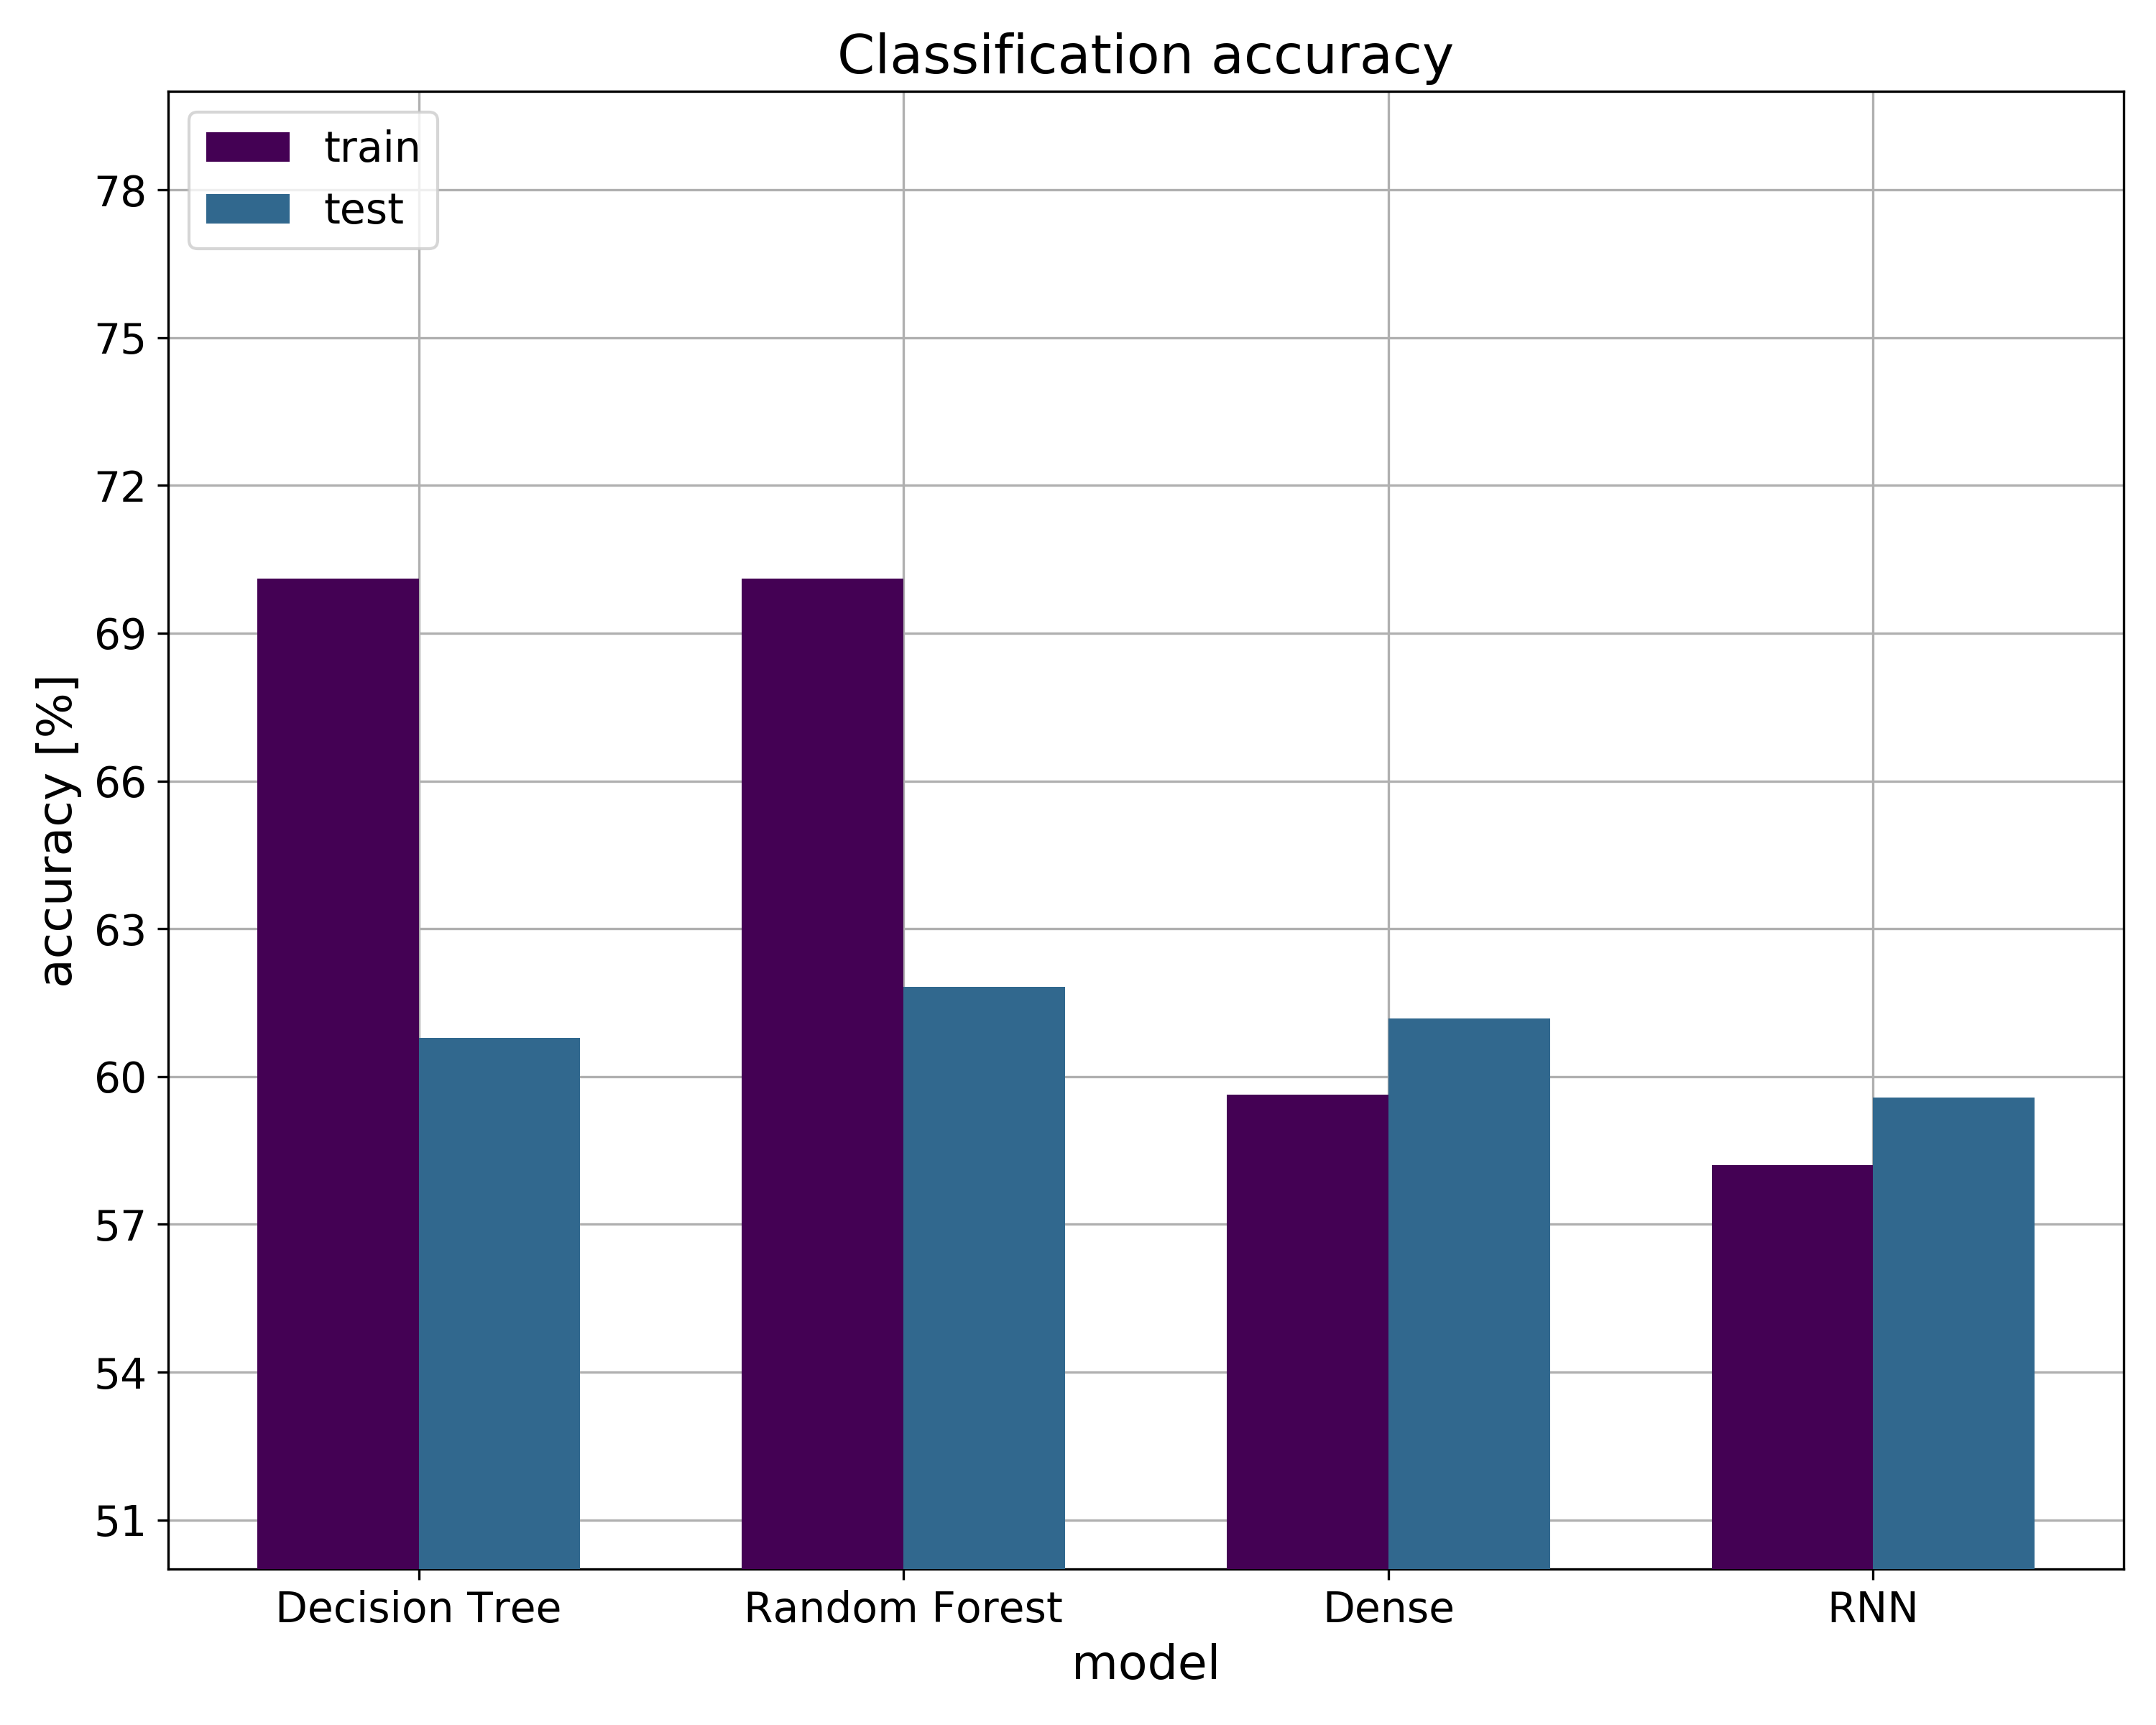 Classification accuracy
train
test
78
75
72
69
66
63
60
57
54
51
accuracy [%]
Decision Tree Random Forest Dense RNN
model